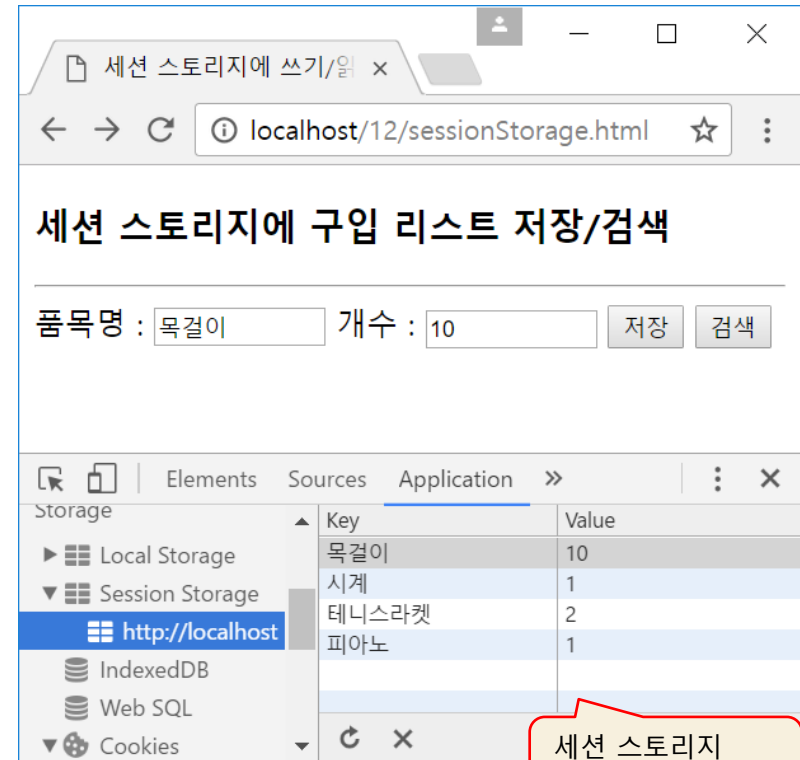 세션 스토리지에 쓰기/읽
localhost/12/sessionStorage.html
세션 스토리지에 구입 리스트 저장/검색
품목명 : 목걸이 개수 : 10 저장 검색
Elements Sources Application
Storage
Key Value
Local Storage
목걸이 10
Session Storage
시계 1
http://localhost
테니스라켓 2
피아노 1
IndexedDB
Web SQL
Cookies
세션 스토리지